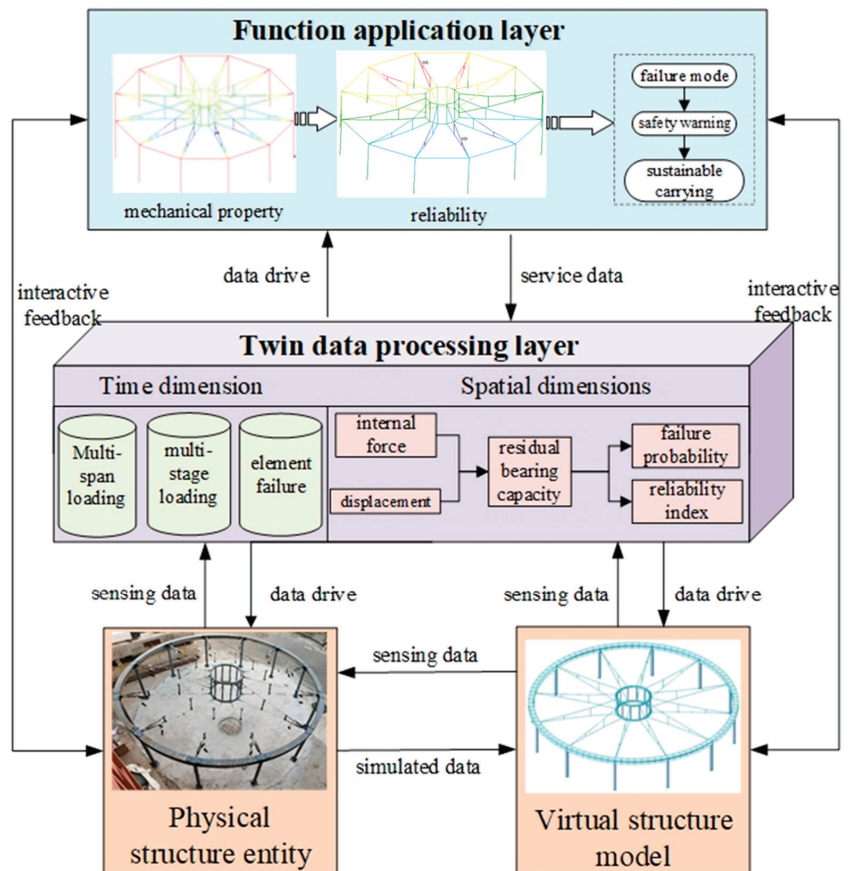 Function application layer
failure mode
safety warning
sustainable
carrying
mechanical property
reliability
interactive
feedback
data drive
service data
interactive
feedback
Twin data processing layer
Time dimension
Spatial dimensions
Multi-
span
loading
multi-
stage
loading
element
failure
internal
force
displacement
residual
bearing
capacity
failure
probability
reliability
index
sensing data
data drive
sensing data
data drive
sensing data
simulated data
Physical
structure entity
Virtual structure
model